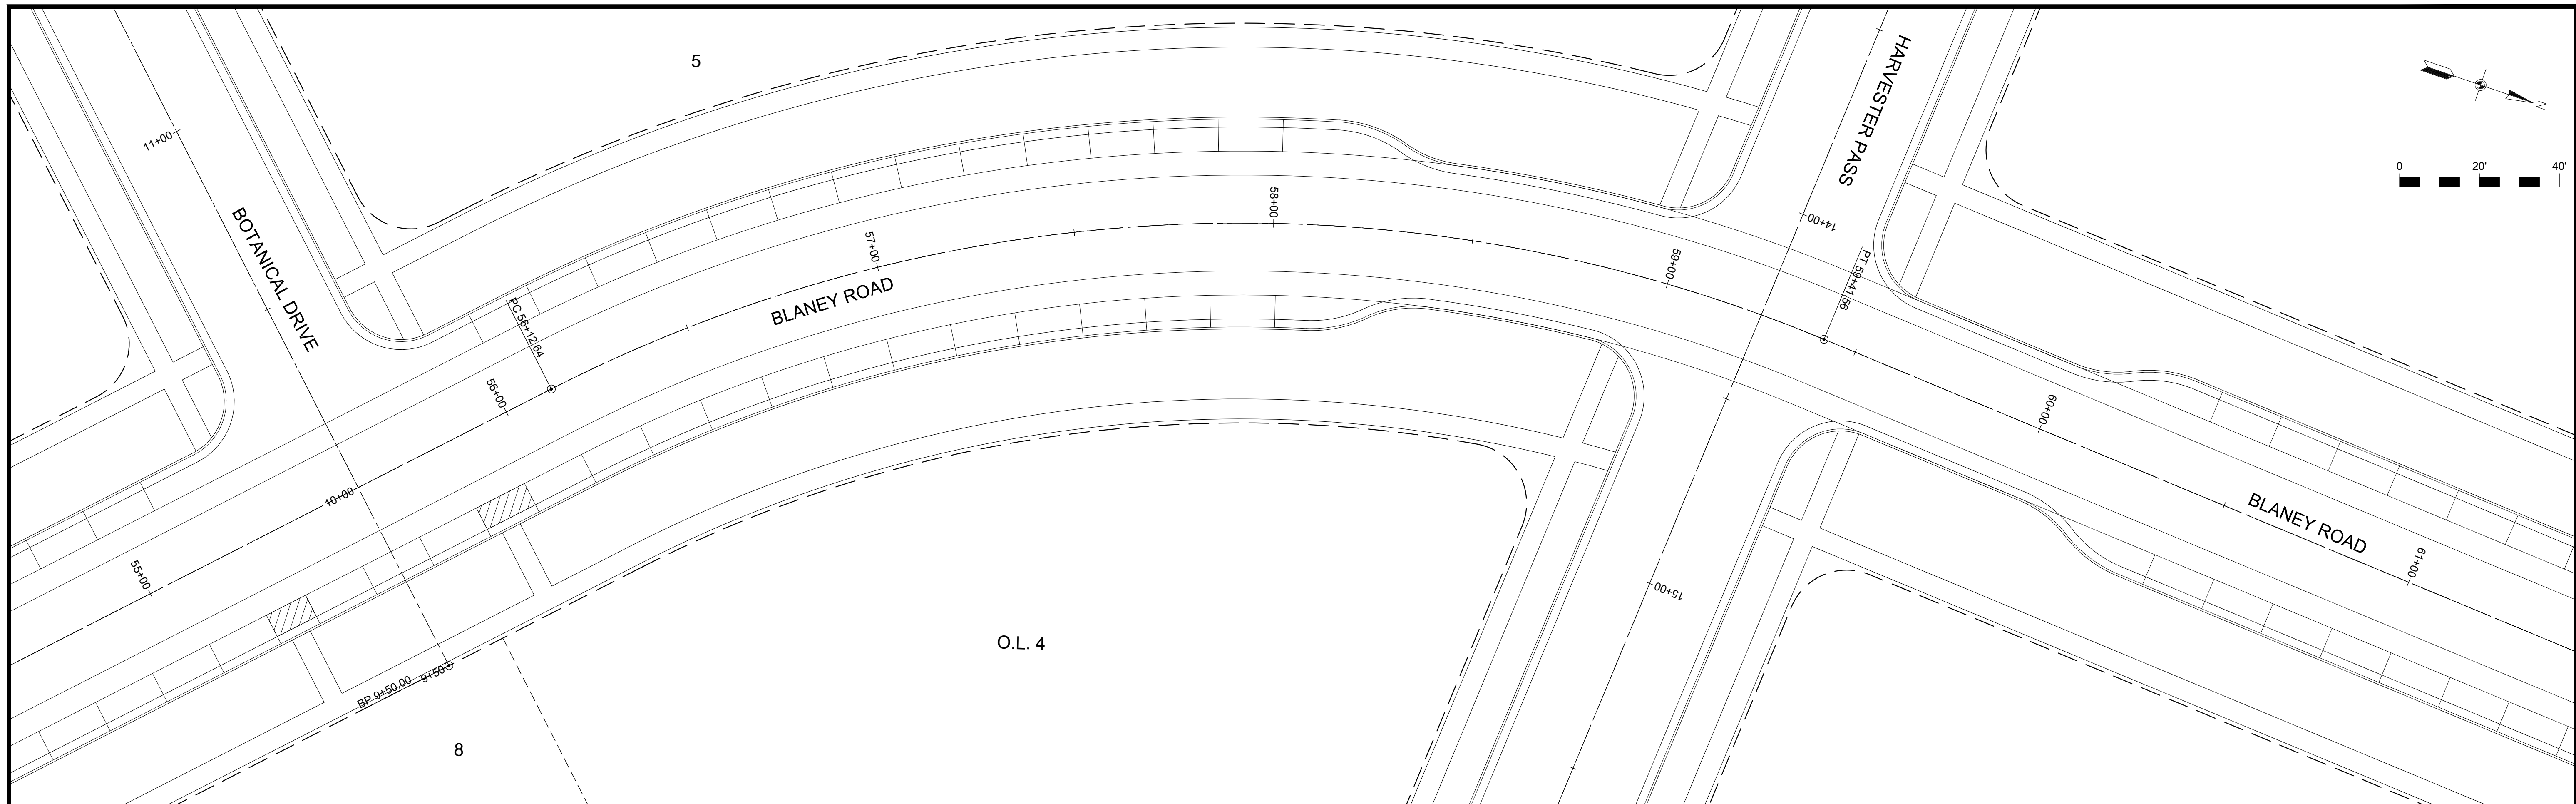 5
HARVESTER PASS
N
0 20' 40'
11+00
14+00
BOTANICAL DRIVE
58+00
57+00
59+00
PT 59+41.56
BLANEY ROAD
PC 56+12.64
56+00
60+00
10+00
BLANEY ROAD
55+00
61+00
15+00
O.L. 4
9+50
BP 9+50.00
8